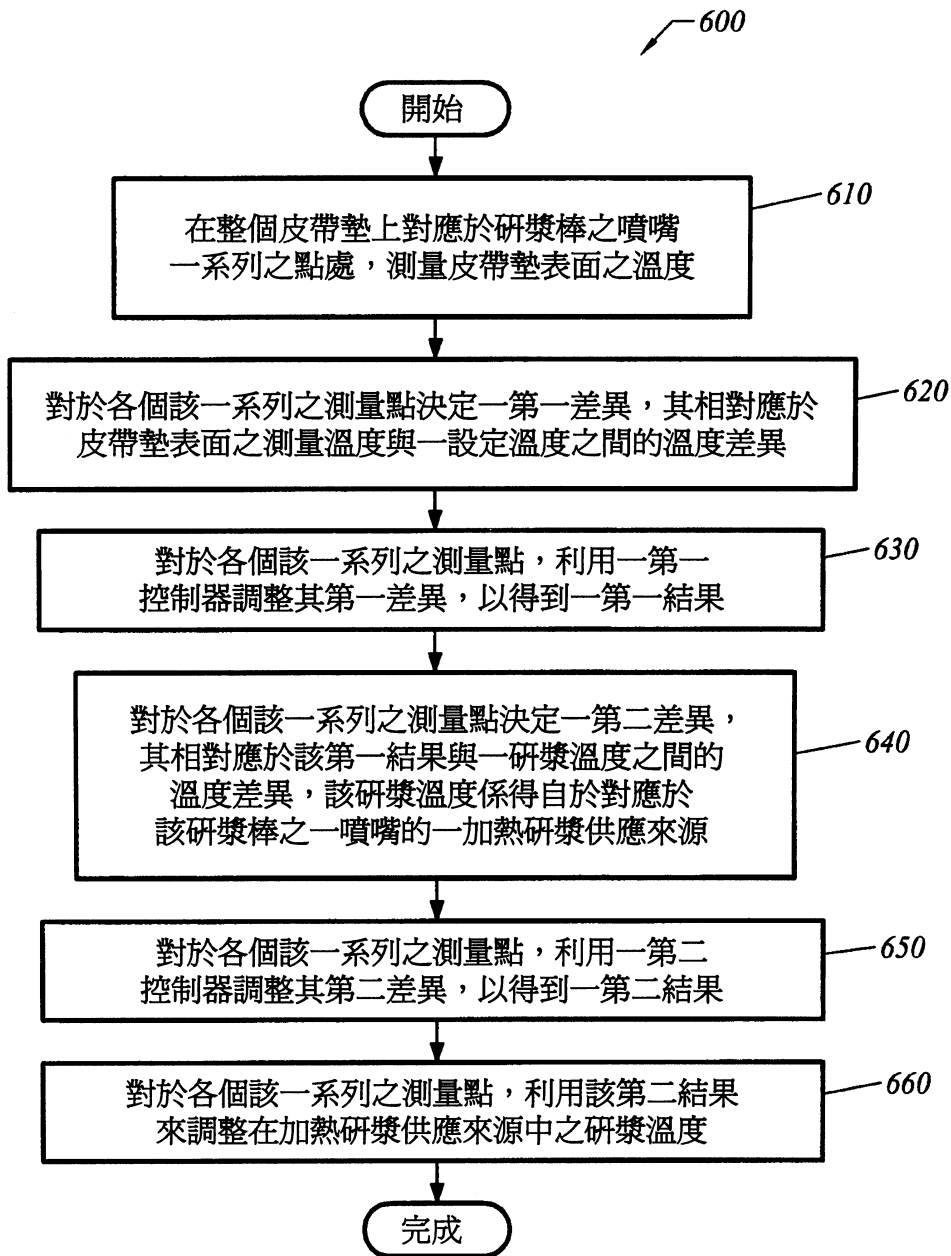 600
開始
610
在整個皮帶墊上對應於研漿棒之噴嘴
一系列之點處，測量皮帶墊表面之溫度
620
對於各個該一系列之測量點決定一第一差異，其相對應於
皮帶墊表面之測量溫度與一設定溫度之間的溫度差異
630
對於各個該一系列之測量點，利用一第一
控制器調整其第一差異，以得到一第一結果
640
對於各個該一系列之測量點決定一第二差異，
其相對應於該第一結果與一研漿溫度之間的
溫度差異，該研漿溫度係得自於對應於
該研漿棒之一噴嘴的一加熱研漿供應來源
650
對於各個該一系列之測量點，利用一第二
控制器調整其第二差異，以得到一第二結果
660
對於各個該一系列之測量點，利用該第二結果
來調整在加熱研漿供應來源中之研漿溫度
完成